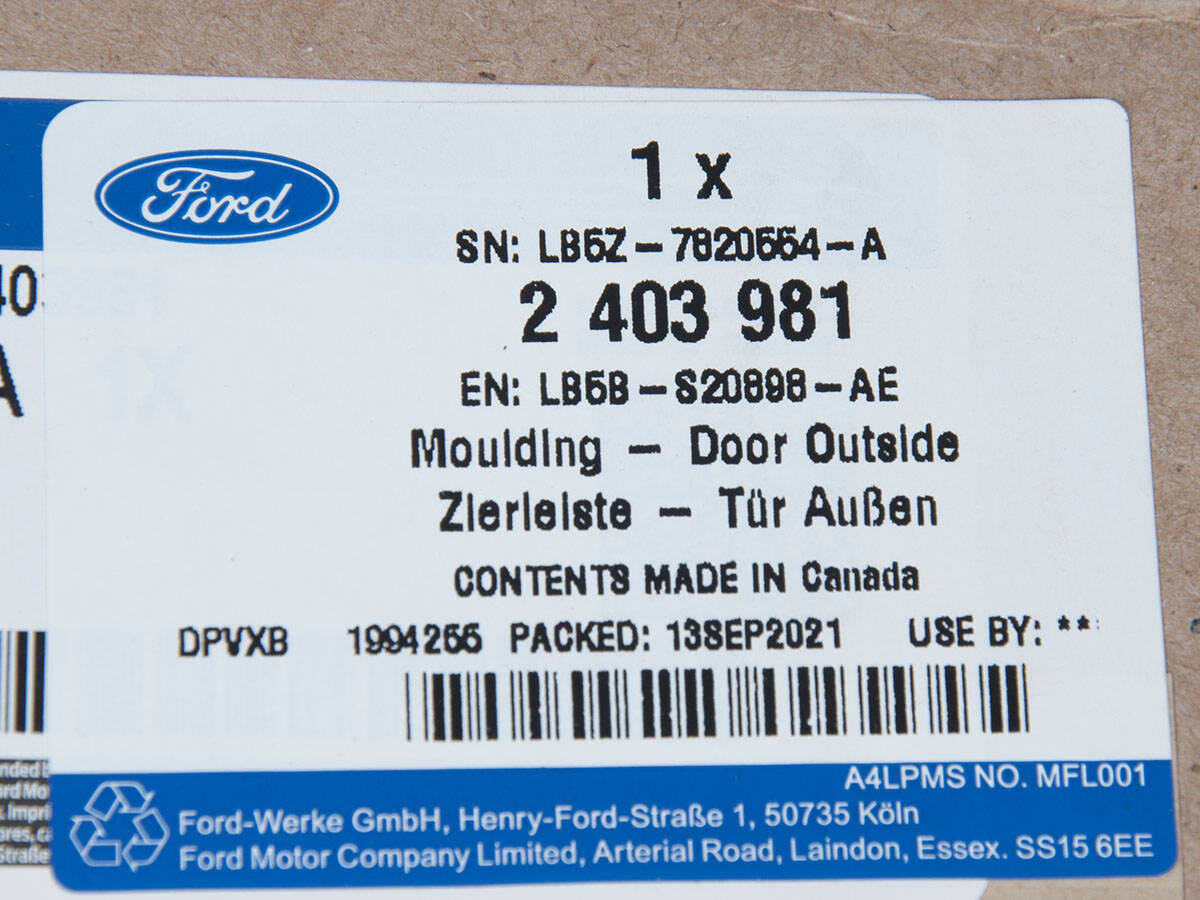 Ford
1 x
SN: LB5Z-7820554-A
2 403 981
EN: LB5B-S20898-AE
Moulding - Door Outside
Zierleiste - Tür Außen
CONTENTS MADE IN Canada
DPVXB 1994255 PACKED: 13SEP2021 USE BY: **
A4LPMS NO. MFL001
Ford-Werke GmbH, Henry-Ford-Straße 1, 50735 Köln
Ford Motor Company Limited, Arterial Road, Laindon, Essex. SS15 6EE